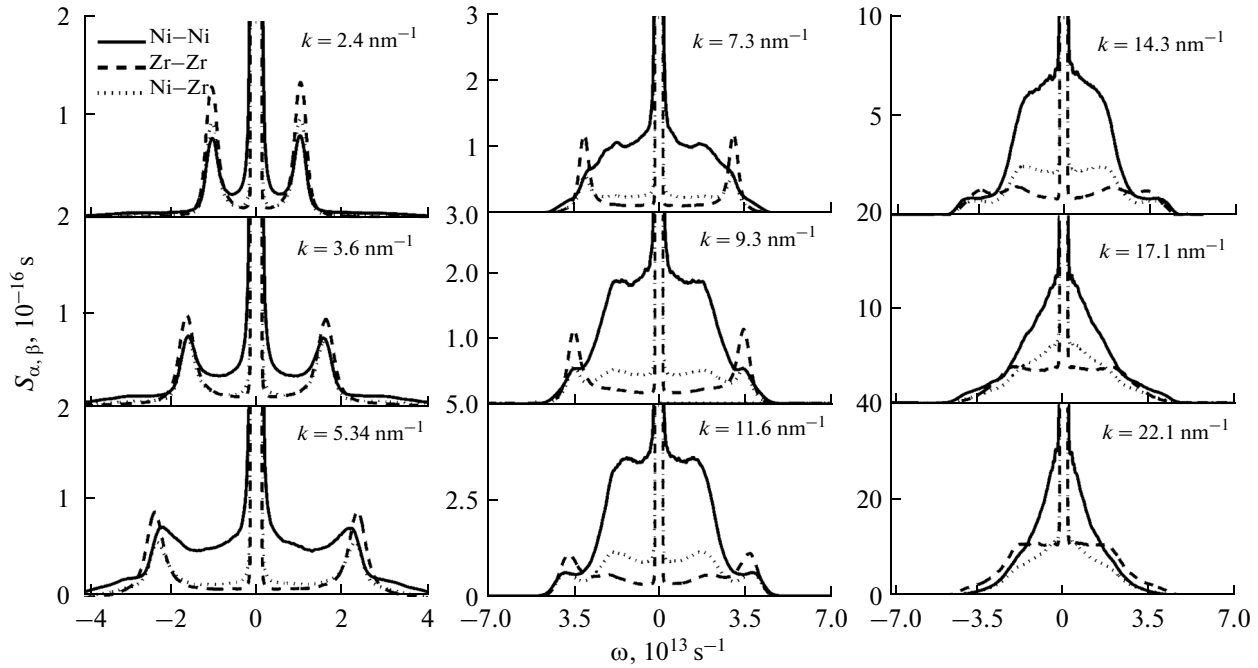 S_{α, β}, 10^{−16} s
2
Ni−Ni
Zr−Zr
Ni−Zr
k = 2.4 nm^{−1}
1
2
k = 3.6 nm^{−1}
1
2
k = 5.34 nm^{−1}
1
0
−4 −2 0 2 4
3
k = 7.3 nm^{−1}
2
1
3.0
k = 9.3 nm^{−1}
2.0
1.0
5.0
k = 11.6 nm^{−1}
2.5
0
−7.0 3.5 0 3.5 7.0
10
k = 14.3 nm^{−1}
5
20
k = 17.1 nm^{−1}
10
40
k = 22.1 nm^{−1}
20
0
−7.0 −3.5 0 3.5 7.0
ω, 10^{13} s^{−1}